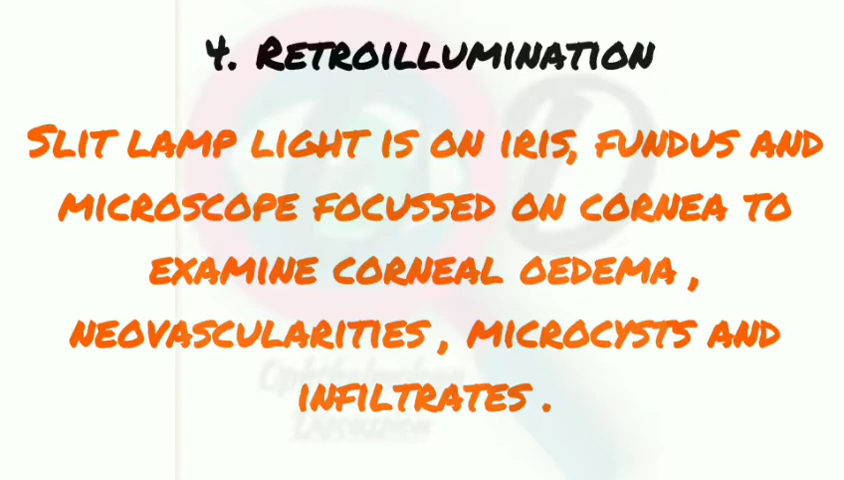 4. Retroillumination
Slit lamp light is on iris, fundus and
microscope focussed on cornea to
examine corneal oedema ,
neovascularities , microcysts and
infiltrates .